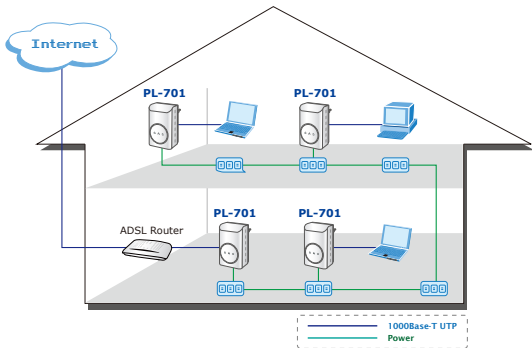 Internet
PL-701
PL-701
PL-701
PL-701
ADSL Router
1000Base-T UTP
Power